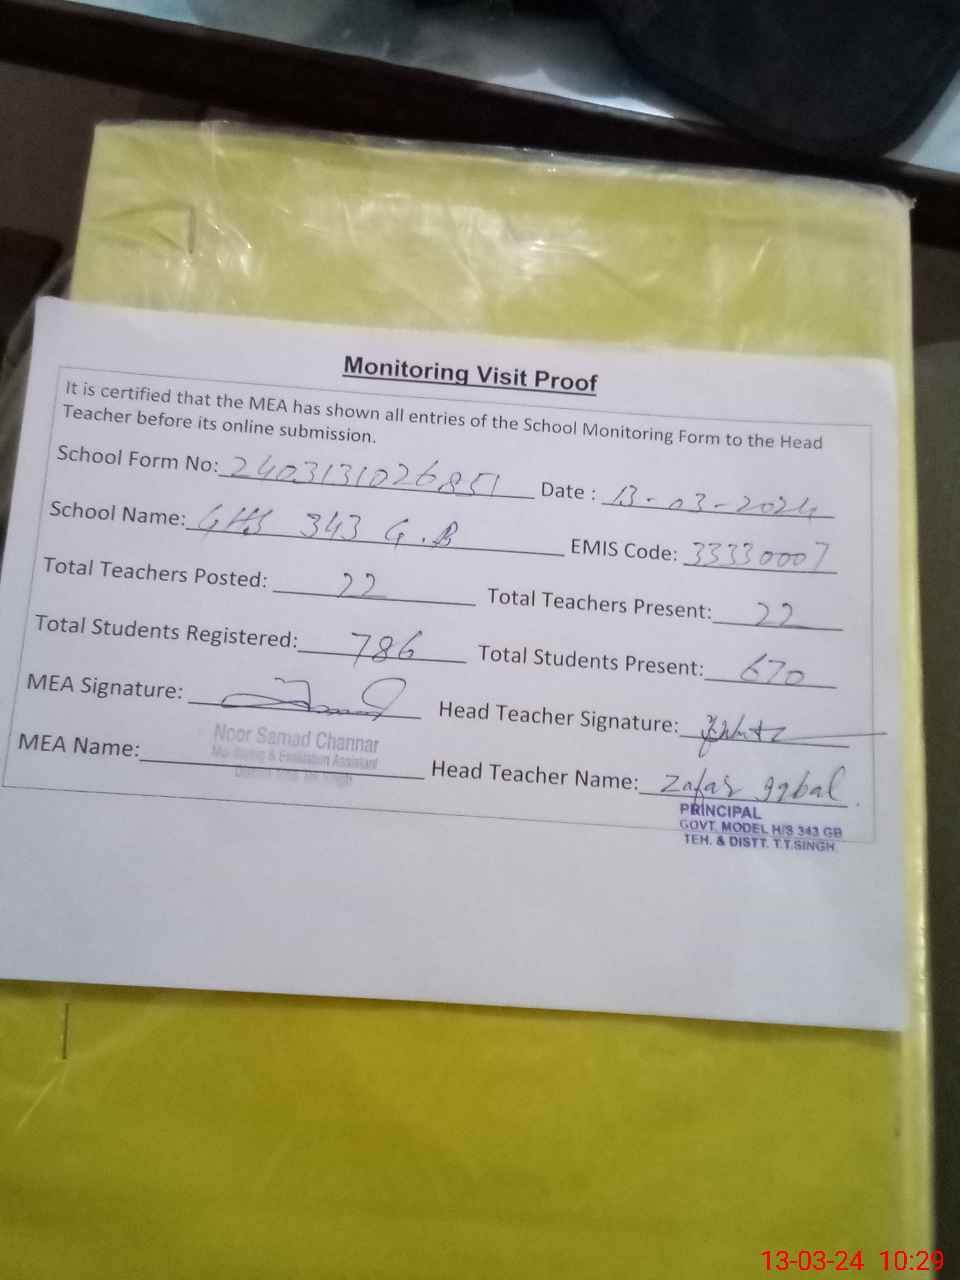 Monitoring Visit Proof
It is certified that the MEA has shown all entries of the School Monitoring Form to the Head
Teacher before its online submission.
School Form No: 2403131026851 Date : 13-03-2024
School Name: GHS 343 G.B EMIS Code: 33330007
Total Teachers Posted: 22 Total Teachers Present: 22
Total Students Registered: 786 Total Students Present: 670
MEA Signature: Head Teacher Signature:
MEA Name: Noor Samad Channar Head Teacher Name: Zafar Iqbal.
Monitoring & Evaluation Assistant
PRINCIPAL
GOVT. MODEL H/S 343 GB
TEH. & DISTT. T.T.SINGH
13-03-24 10:29